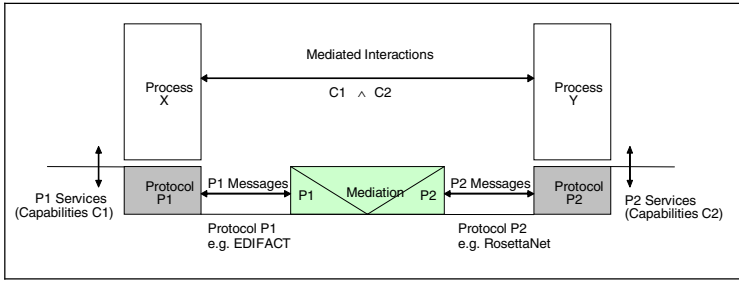 Mediated Interactions
C1 ∧ C2
Process
X
Process
Y
P1 Services
(Capabilities C1)
Protocol
P1
P1 Messages
P1
Mediation
P2
P2 Messages
Protocol
P2
P2 Services
(Capabilities C2)
Protocol P1
e.g. EDIFACT
Protocol P2
e.g. RosettaNet